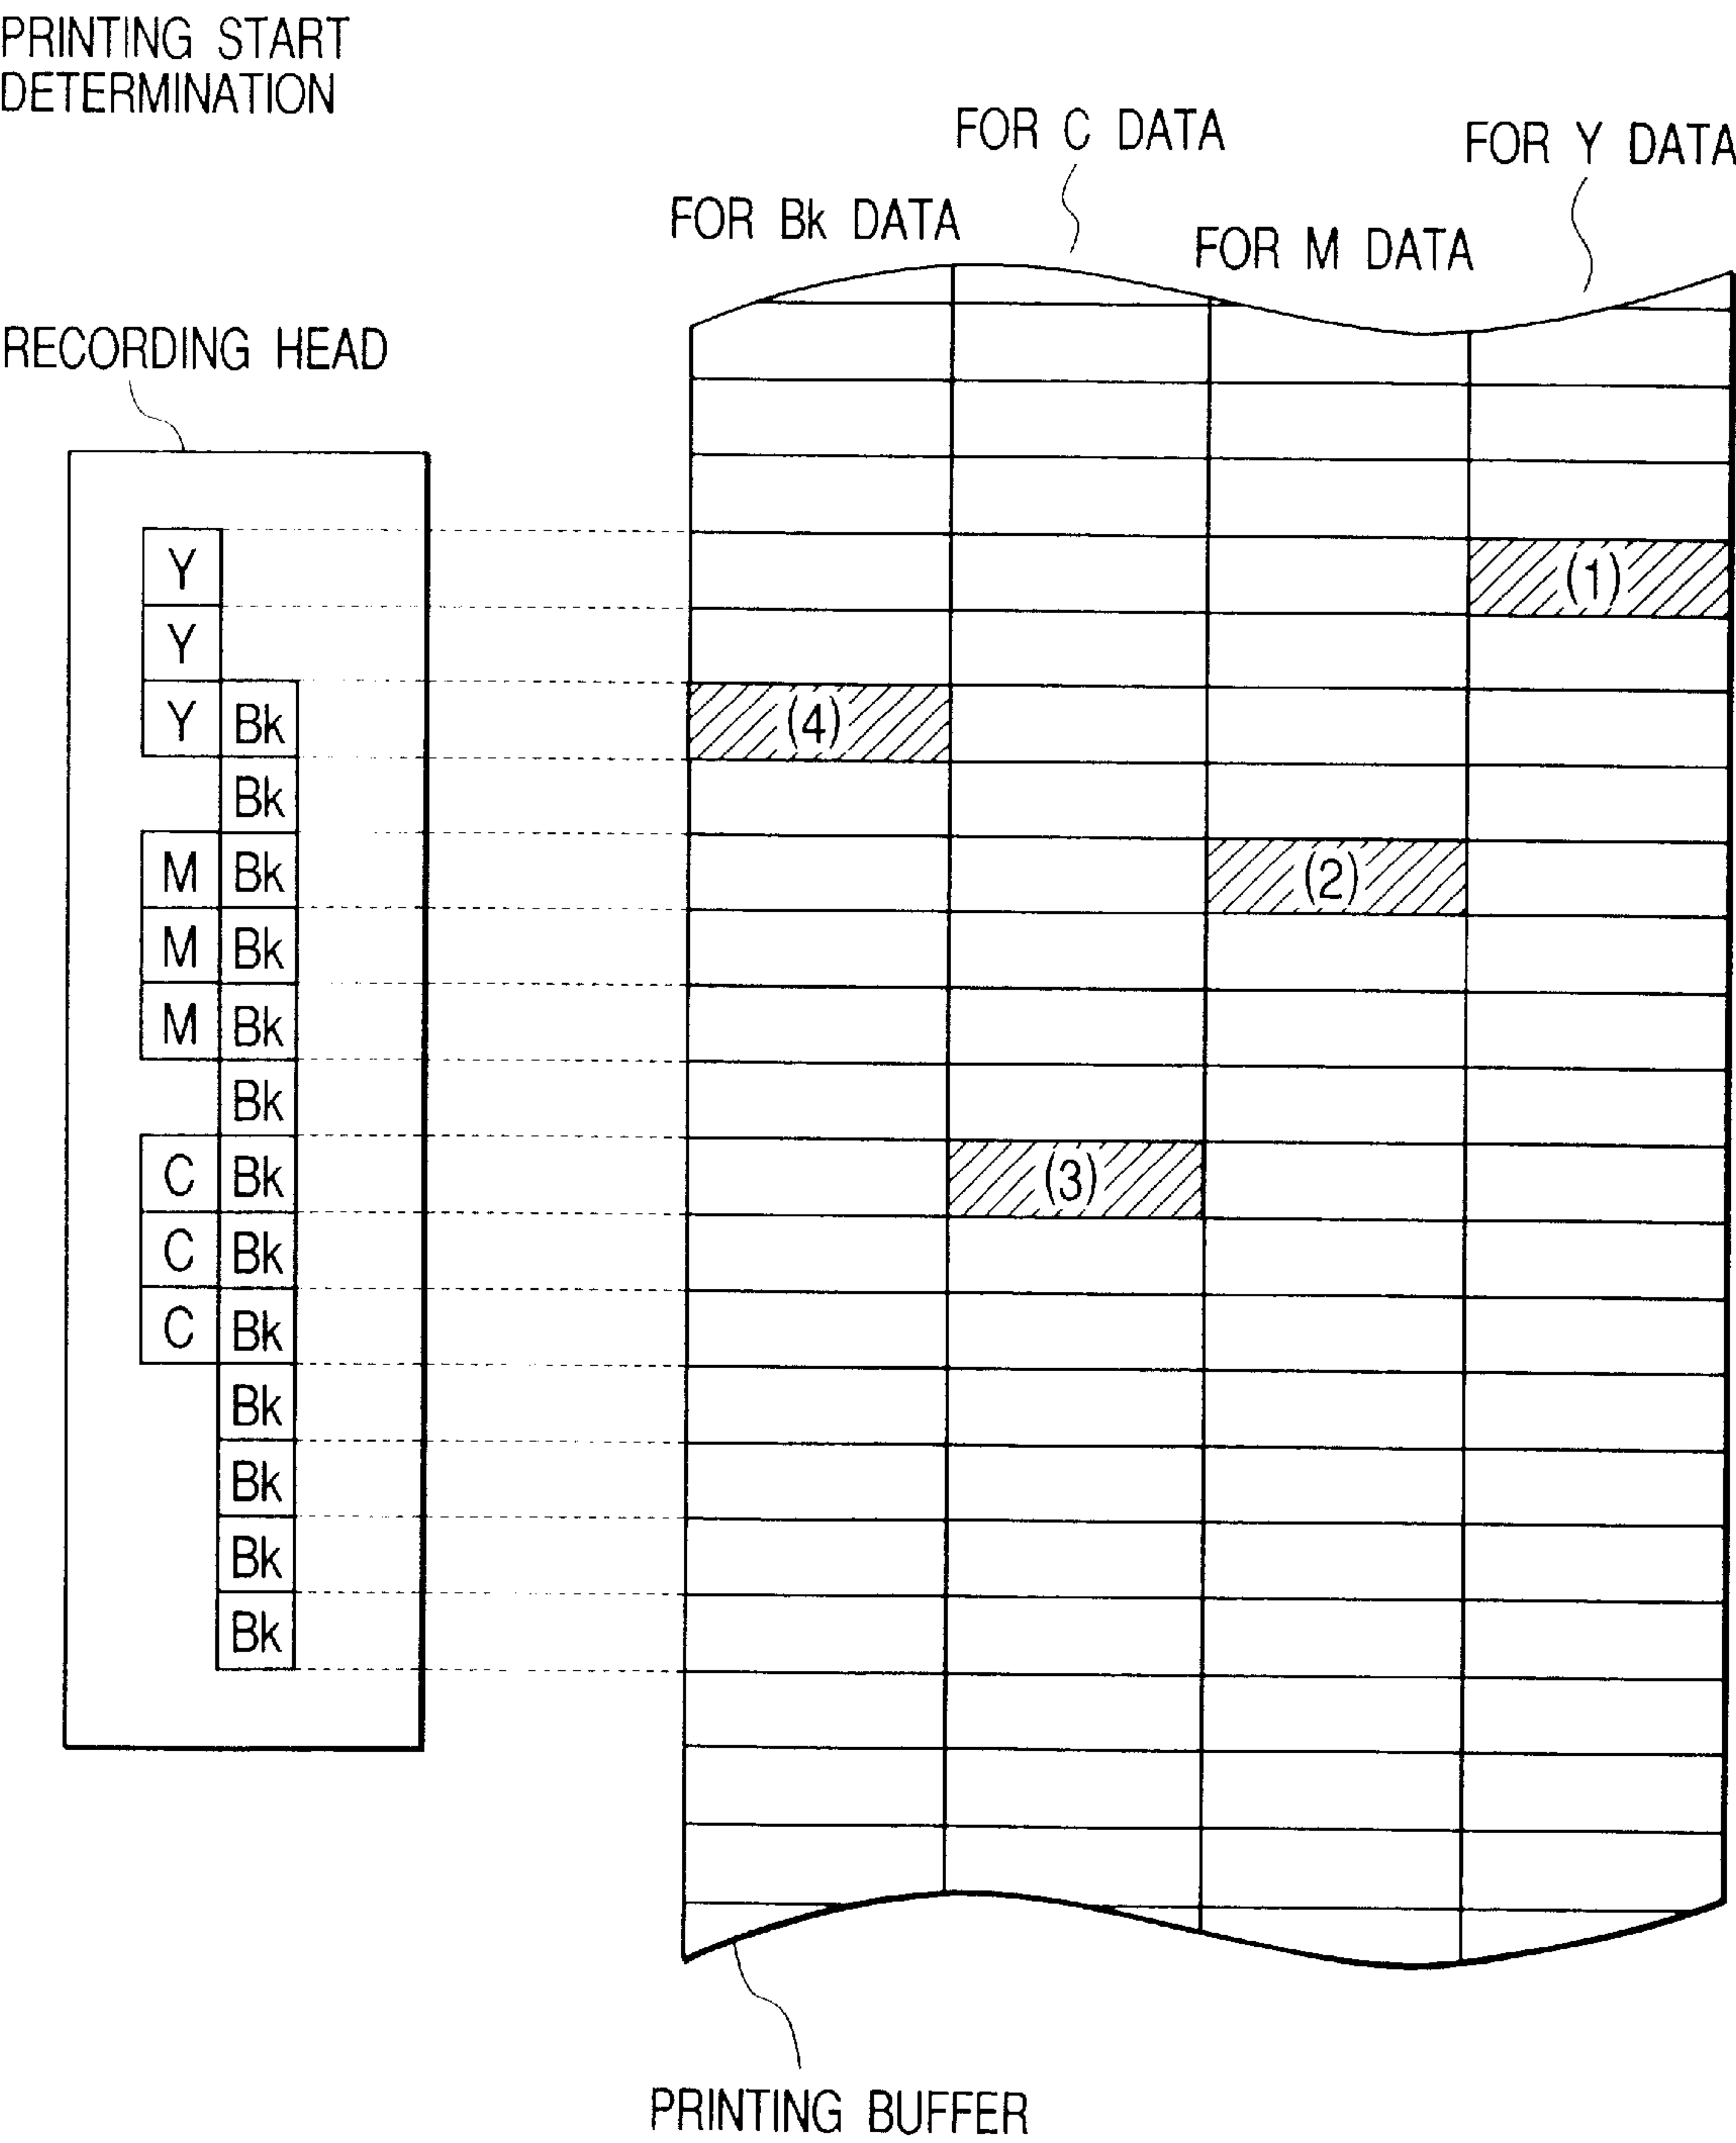 PRINTING START
DETERMINATION
FOR C DATA
FOR Y DATA
FOR Bk DATA
FOR M DATA
RECORDING HEAD
Y
(1)
Y
Y Bk
(4)
Bk
M Bk
(2)
M Bk
M Bk
Bk
C Bk
(3)
C Bk
C Bk
Bk
Bk
Bk
Bk
PRINTING BUFFER